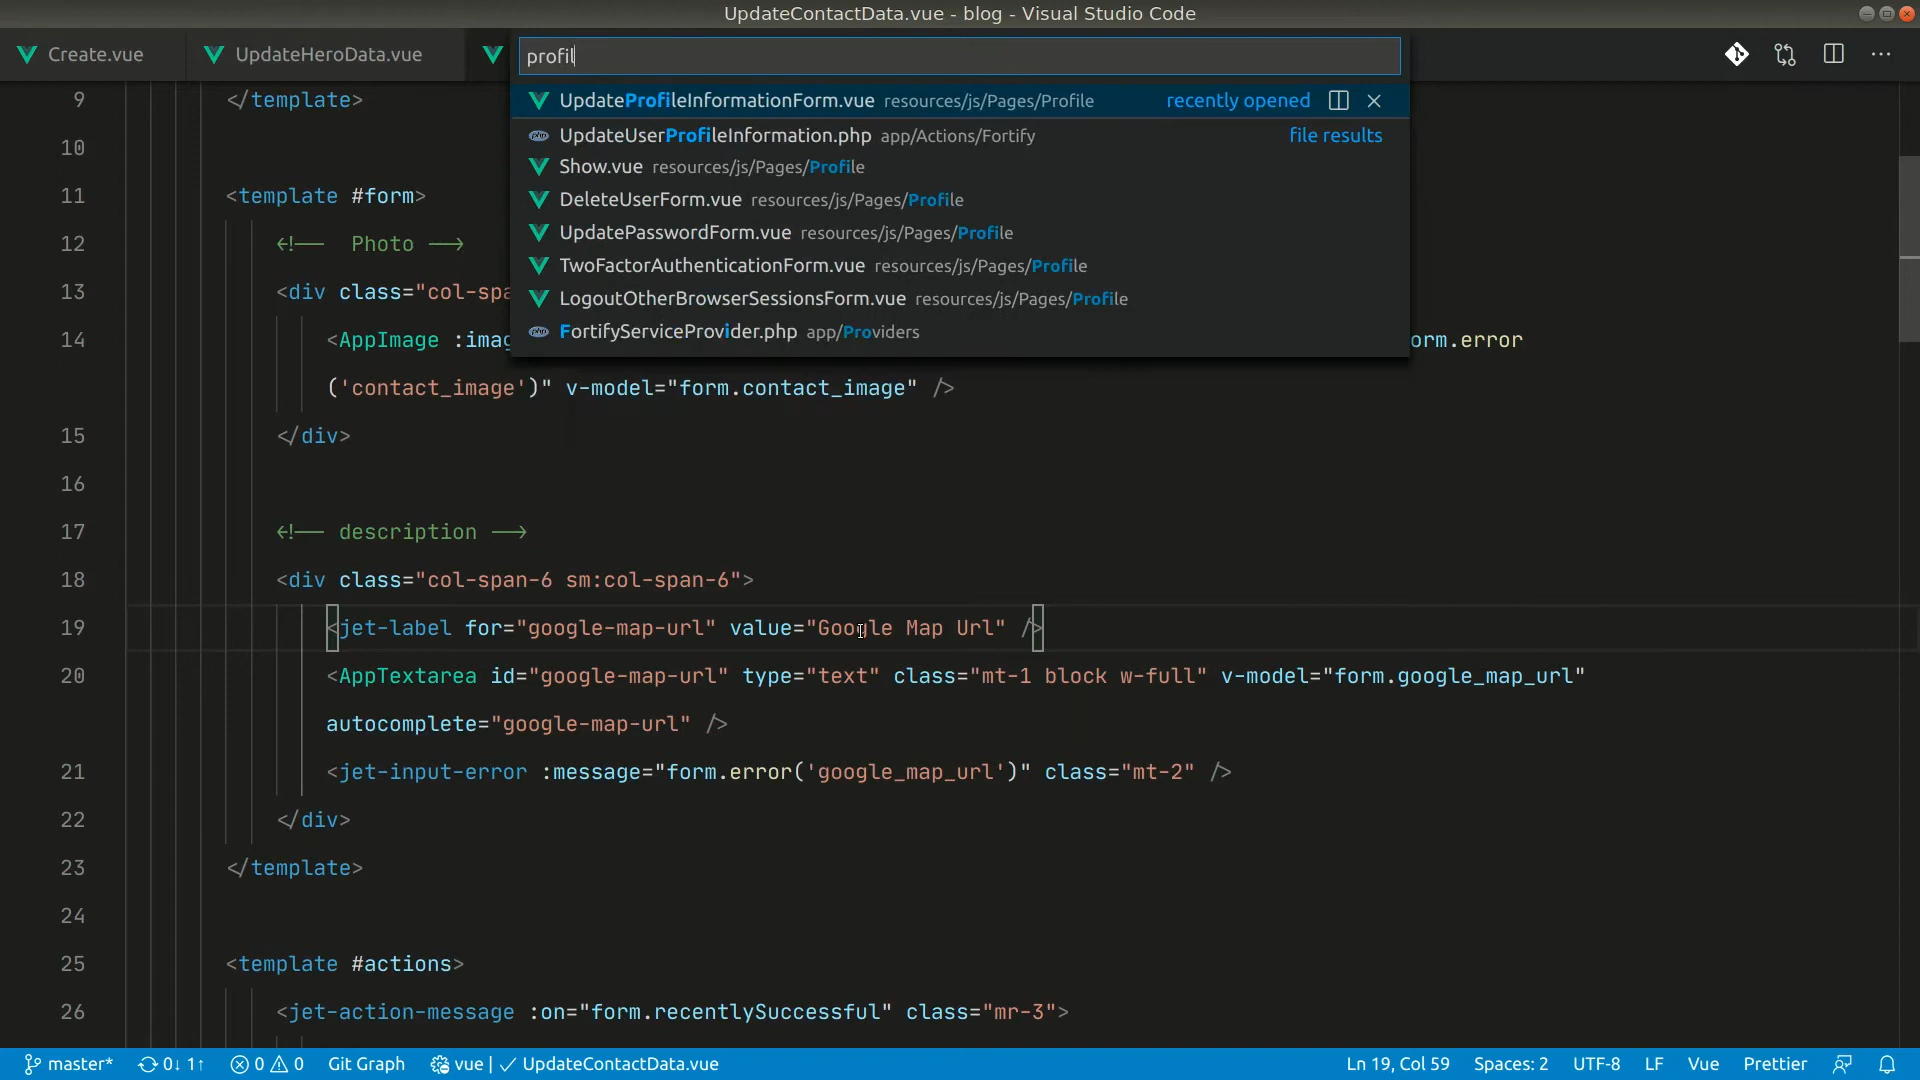 UpdateContactData.vue - blog - Visual Studio Code
Create.vue
UpdateHeroData.vue
profil
UpdateProfileInformationForm.vue resources/js/Pages/Profile recently opened
UpdateUserProfileInformation.php app/Actions/Fortify file results
Show.vue resources/js/Pages/Profile
DeleteUserForm.vue resources/js/Pages/Profile
UpdatePasswordForm.vue resources/js/Pages/Profile
TwoFactorAuthenticationForm.vue resources/js/Pages/Profile
LogoutOtherBrowserSessionsForm.vue resources/js/Pages/Profile
FortifyServiceProvider.php app/Providers
9 </template>
10
11 <template #form>
12 <!-- Photo -->
13 <div class="col-spa
14 <AppImage :imag orm.error
('contact_image')" v-model="form.contact_image" />
15 </div>
16
17 <!-- description -->
18 <div class="col-span-6 sm:col-span-6">
19 <jet-label for="google-map-url" value="Google Map Url" />
20 <AppTextarea id="google-map-url" type="text" class="mt-1 block w-full" v-model="form.google_map_url"
autocomplete="google-map-url" />
21 <jet-input-error :message="form.error('google_map_url')" class="mt-2" />
22 </div>
23 </template>
24
25 <template #actions>
26 <jet-action-message :on="form.recentlySuccessful" class="mr-3">
master* 0↓ 1↑ 0 0 Git Graph vue | ✓ UpdateContactData.vue Ln 19, Col 59 Spaces: 2 UTF-8 LF Vue Prettier